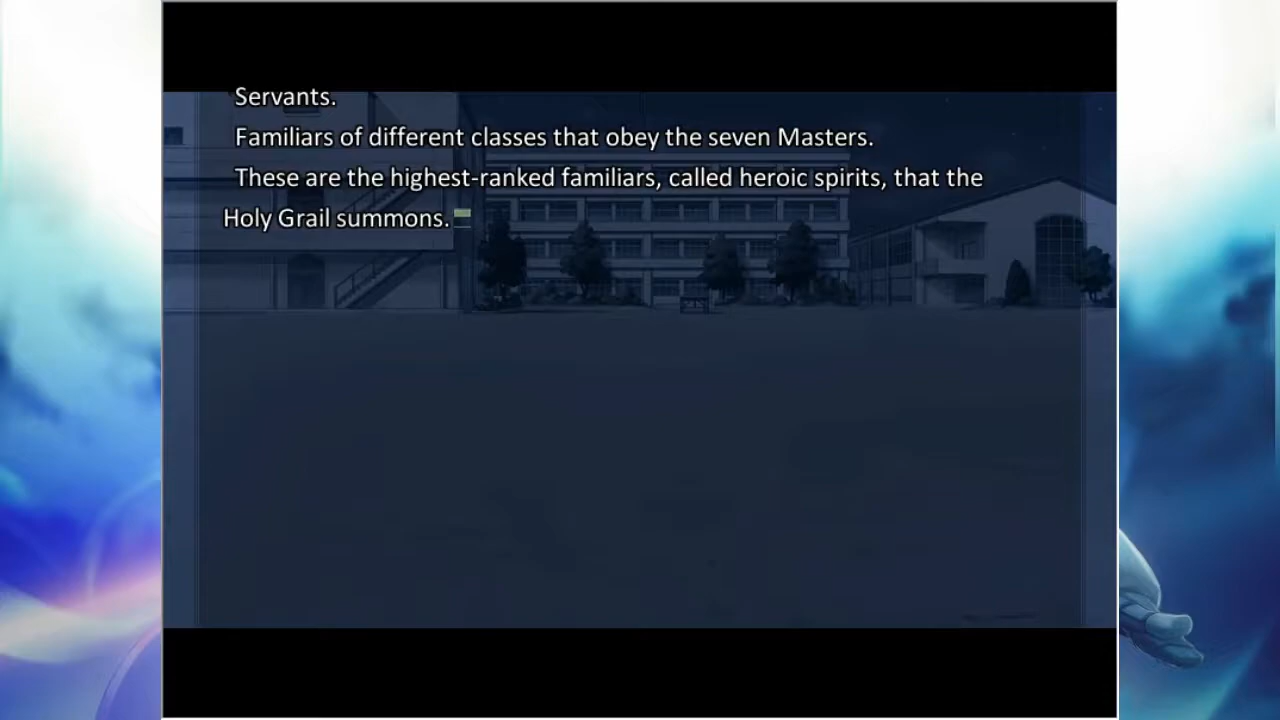 Servants.
Familiars of different classes that obey the seven Masters.
These are the highest-ranked familiars, called heroic spirits, that the
Holy Grail summons.